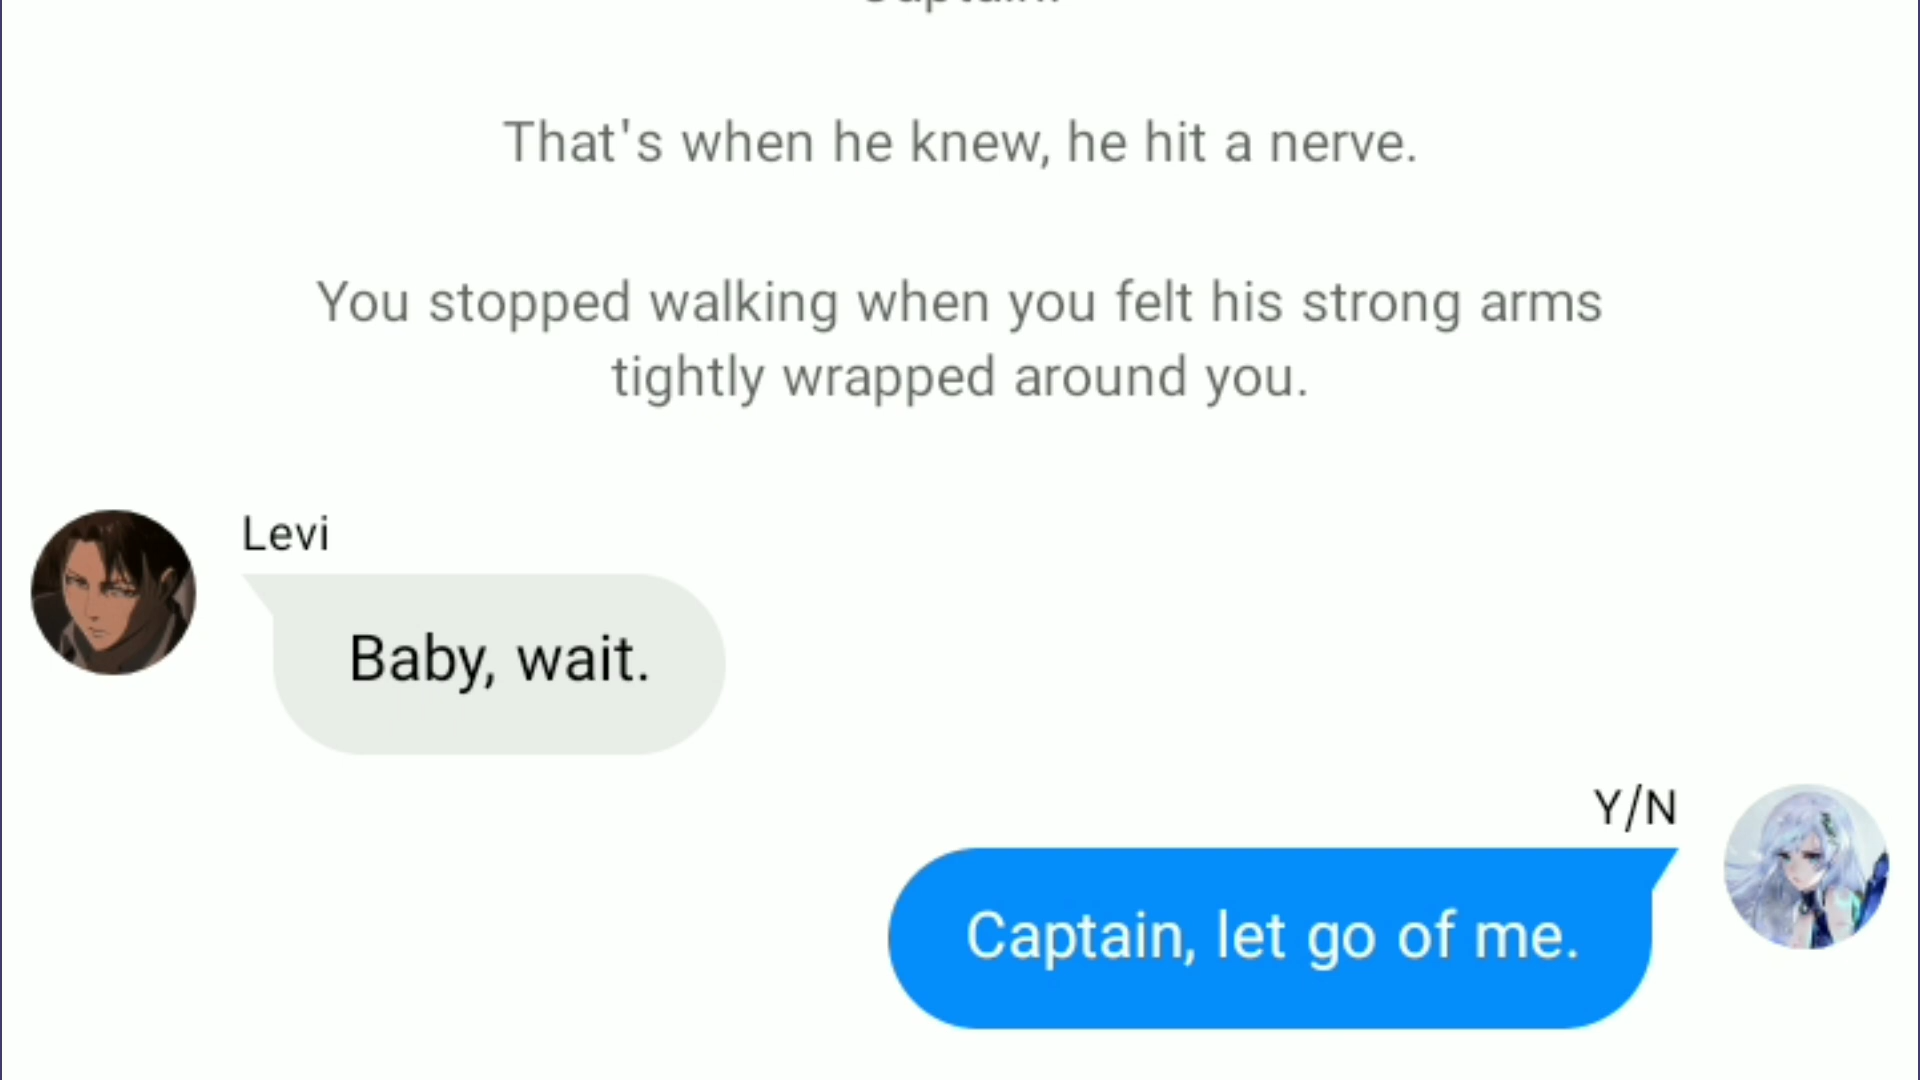 That's when he knew, he hit a nerve.
You stopped walking when you felt his strong arms
tightly wrapped around you.
Levi
Baby, wait.
Y/N
Captain, let go of me.